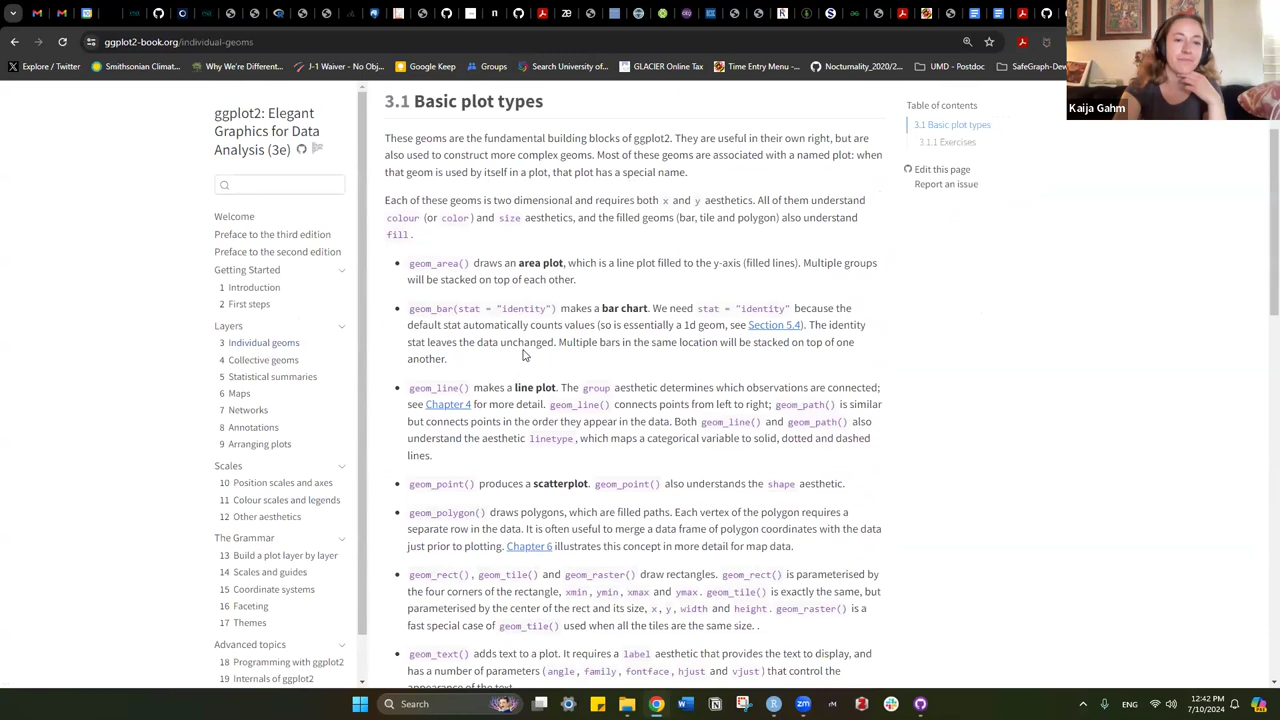 ggplot2-book.org/individual-geoms
Explore / Twitter
Smithsonian Climat...
Why We're Different...
J-1 Waiver - No Obj...
Google Keep
Search University of...
GLACIER Online Tax
Time Entry Menu -...
Nocturnality_2020/2...
UMD - Postdoc
SafeGraph-Dew
Kaija Gahm
ggplot2: Elegant
Graphics for Data
Analysis (3e)
Welcome
Preface to the third edition
Preface to the second edition
Getting Started
1 Introduction
2 First steps
Layers
3 Individual geoms
4 Collective geoms
5 Statistical summaries
6 Maps
7 Networks
8 Annotations
9 Arranging plots
Scales
10 Position scales and axes
11 Colour scales and legends
12 Other aesthetics
The Grammar
13 Build a plot layer by layer
14 Scales and guides
15 Coordinate systems
16 Faceting
17 Themes
Advanced topics
18 Programming with ggplot2
19 Internals of ggplot2
3.1 Basic plot types
These geoms are the fundamental building blocks of ggplot2. They are useful in their own right, but are
also used to construct more complex geoms. Most of these geoms are associated with a named plot: when
that geom is used by itself in a plot, that plot has a special name.
Each of these geoms is two dimensional and requires both x and y aesthetics. All of them understand
colour (or color) and size aesthetics, and the filled geoms (bar, tile and polygon) also understand
fill.
• geom_area() draws an area plot, which is a line plot filled to the y-axis (filled lines). Multiple groups
will be stacked on top of each other.
• geom_bar(stat = "identity") makes a bar chart. We need stat = "identity" because the
default stat automatically counts values (so is essentially a 1d geom, see Section 5.4). The identity
stat leaves the data unchanged. Multiple bars in the same location will be stacked on top of one
another.
• geom_line() makes a line plot. The group aesthetic determines which observations are connected;
see Chapter 4 for more detail. geom_line() connects points from left to right; geom_path() is similar
but connects points in the order they appear in the data. Both geom_line() and geom_path() also
understand the aesthetic linetype, which maps a categorical variable to solid, dotted and dashed
lines.
• geom_point() produces a scatterplot. geom_point() also understands the shape aesthetic.
• geom_polygon() draws polygons, which are filled paths. Each vertex of the polygon requires a
separate row in the data. It is often useful to merge a data frame of polygon coordinates with the data
just prior to plotting. Chapter 6 illustrates this concept in more detail for map data.
• geom_rect(), geom_tile() and geom_raster() draw rectangles. geom_rect() is parameterised by
the four corners of the rectangle, xmin, ymin, xmax and ymax. geom_tile() is exactly the same, but
parameterised by the center of the rect and its size, x, y, width and height. geom_raster() is a
fast special case of geom_tile() used when all the tiles are the same size. .
• geom_text() adds text to a plot. It requires a label aesthetic that provides the text to display, and
has a number of parameters (angle, family, fontface, hjust and vjust) that control the
appearance of the text.
Table of contents
3.1 Basic plot types
3.1.1 Exercises
Edit this page
Report an issue
Search
ENG
12:42 PM
7/10/2024